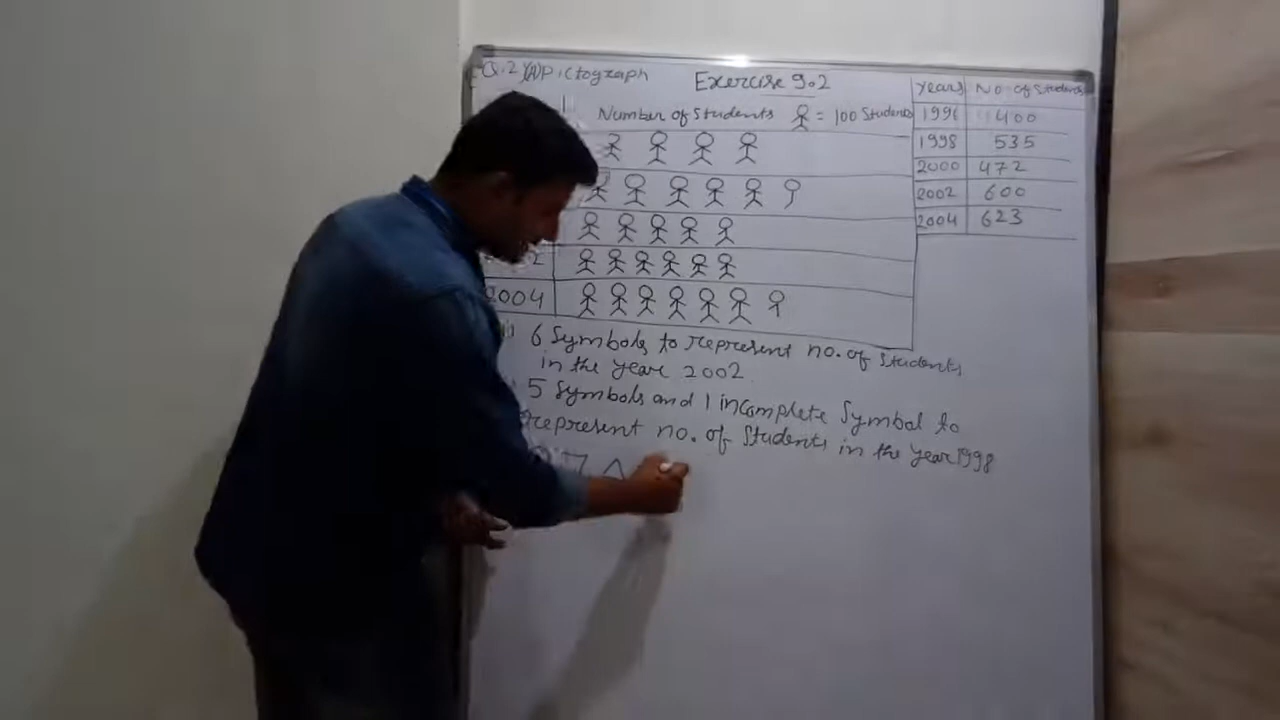 Q.2 (A) Pictograph
Exercise 9.2
Number of Students = 100 Students
2004
6 Symbols to represent no. of Students
in the year 2002
5 Symbols and 1 incomplete Symbol to
represent no. of Students in the year 1998
Years No. of Students
1996 400
1998 535
2000 472
2002 600
2004 623